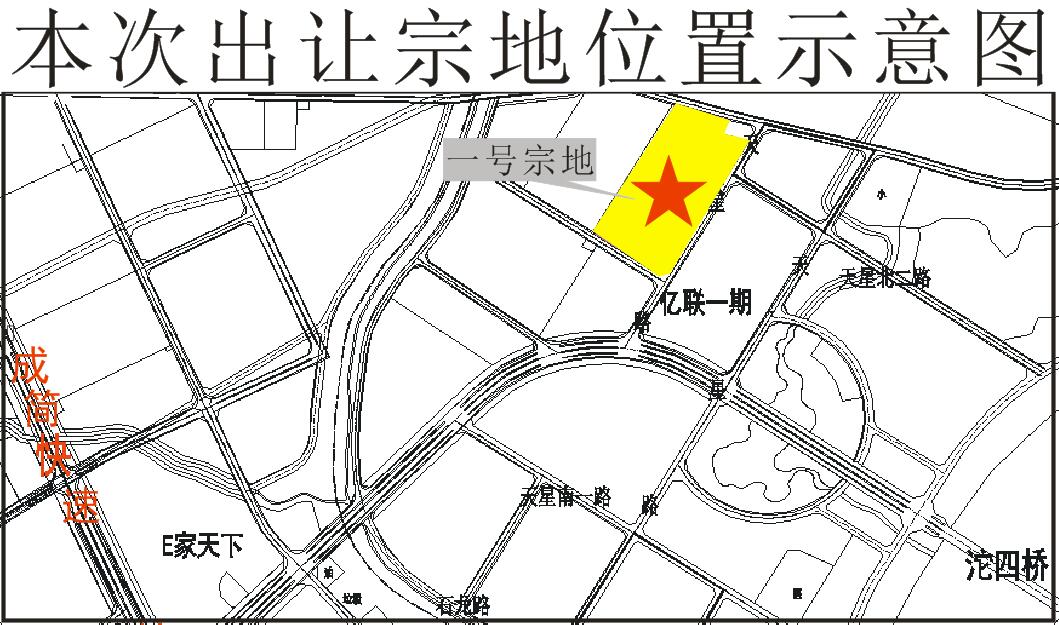 本次出让宗地位置示意图
一号宗地
小
天
星
路
天星北二路
亿联一期
天
星
路
成简快速
天星南一路
E家天下
沱四桥
石龙路